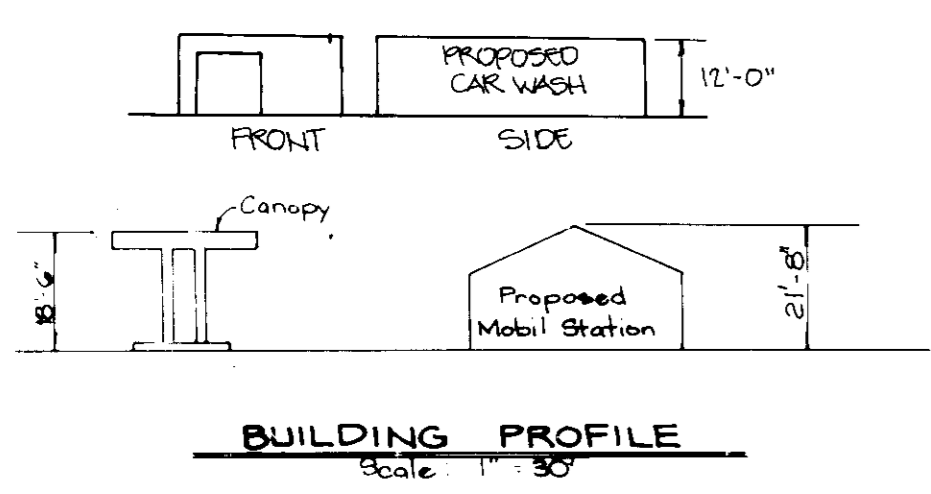 PROPOSED
CAR WASH
12'-0"
FRONT
SIDE
Canopy
18'-6"
Proposed
Mobil Station
21'-8"
BUILDING PROFILE
Scale: 1" = 30'